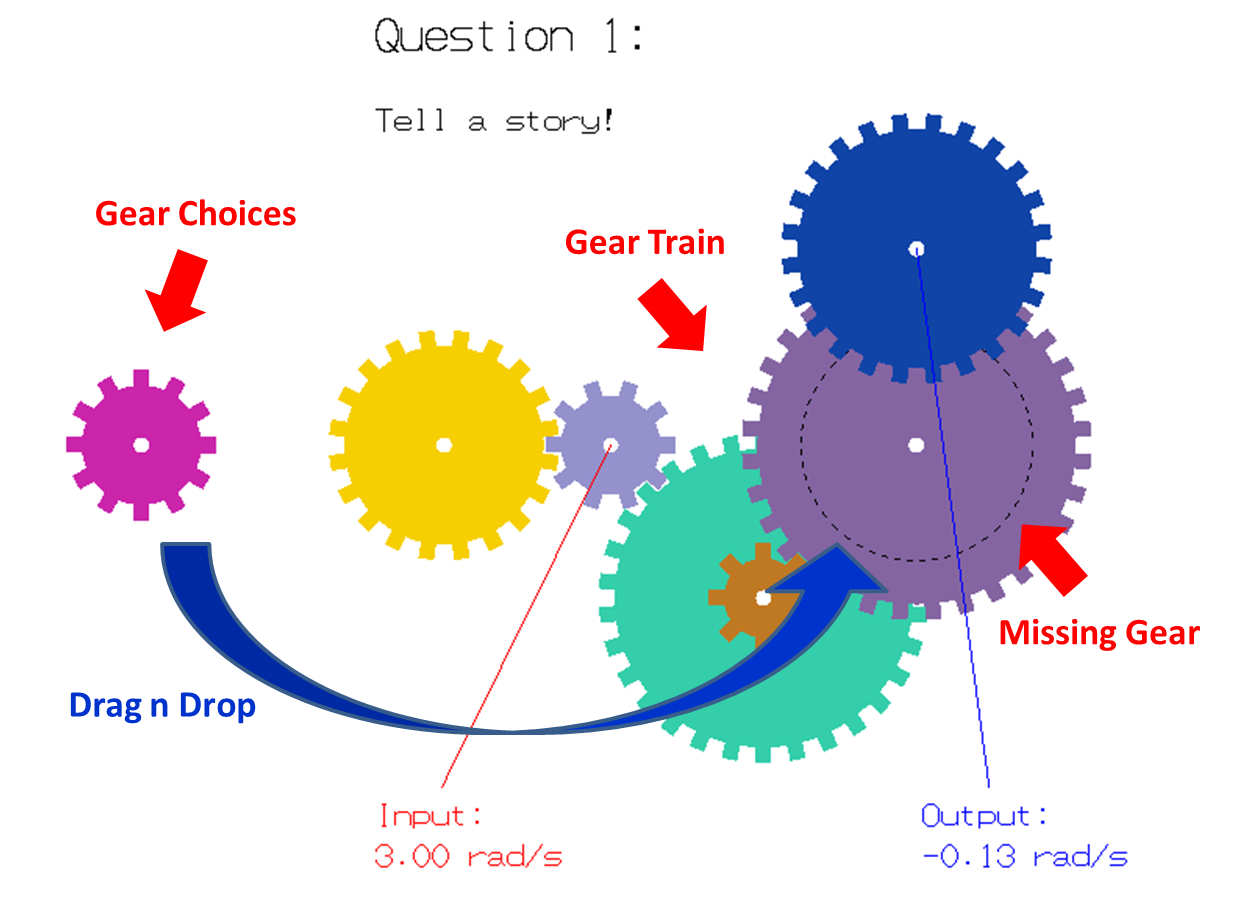 Question 1:
Tell a story!
Gear Choices
Gear Train
Missing Gear
Drag n Drop
Input:
3.00 rad/s
Output:
-0.13 rad/s